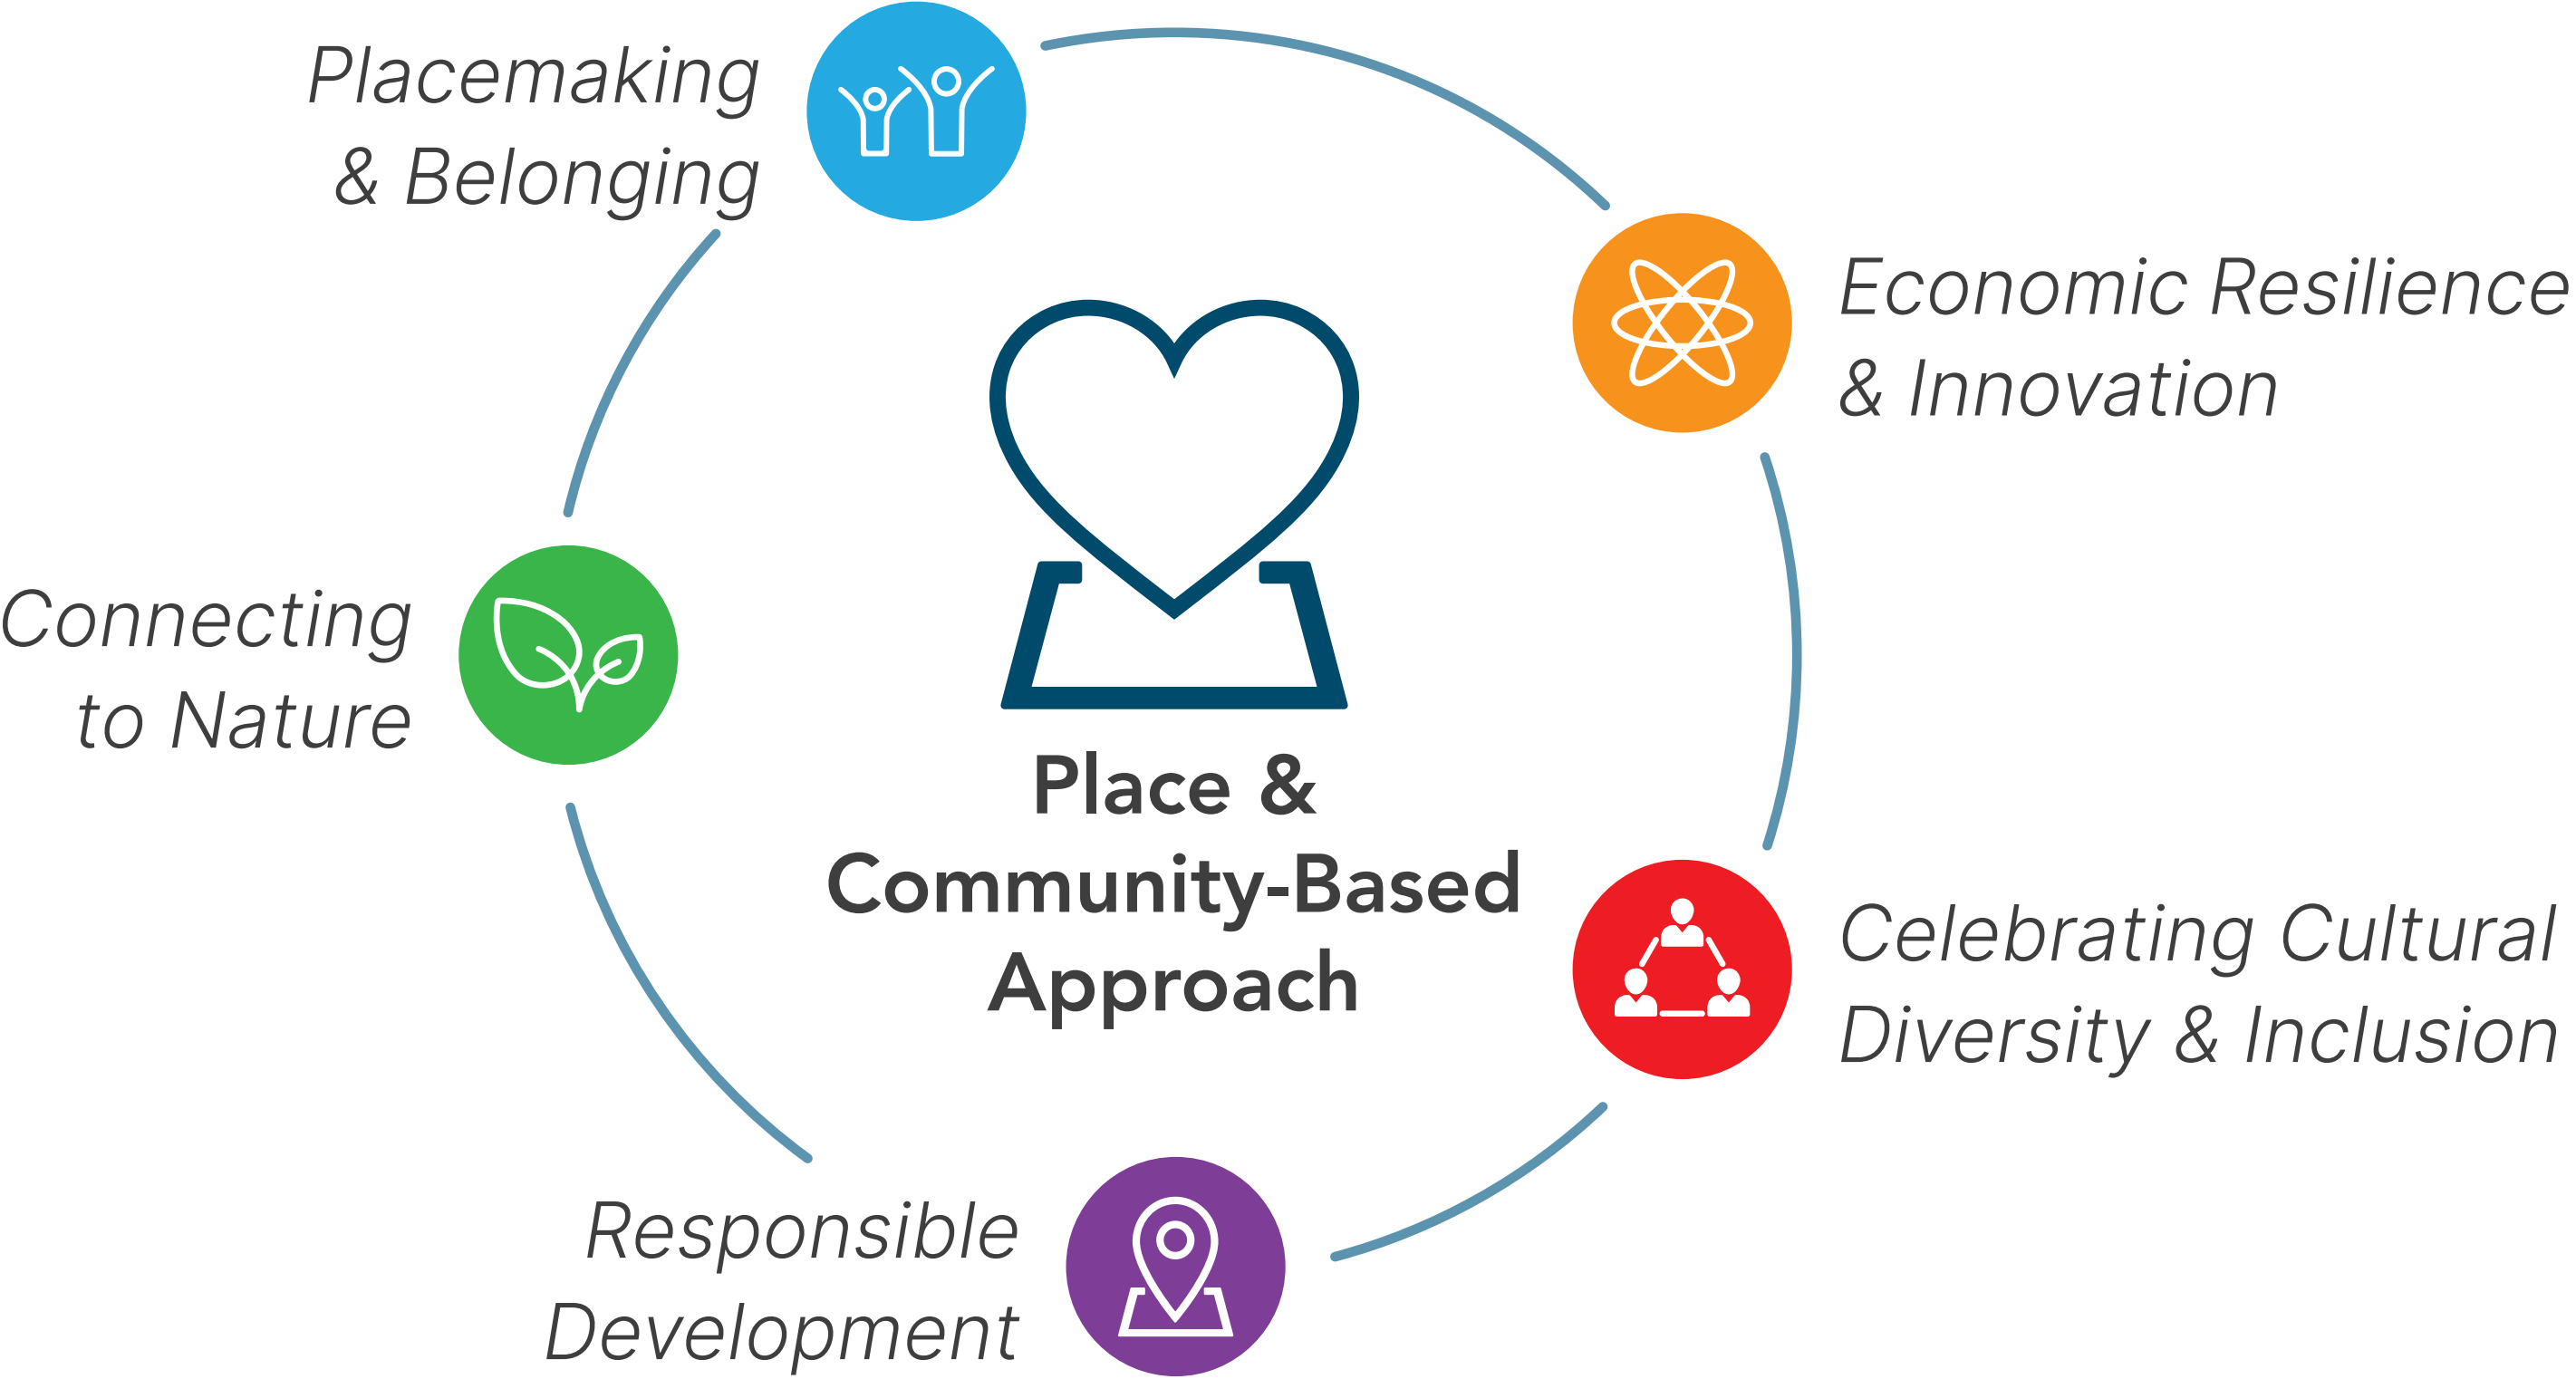 Placemaking
& Belonging
Economic Resilience
& Innovation
Connecting
to Nature
Place &
Community-Based
Approach
Celebrating Cultural
Diversity & Inclusion
Responsible
Development